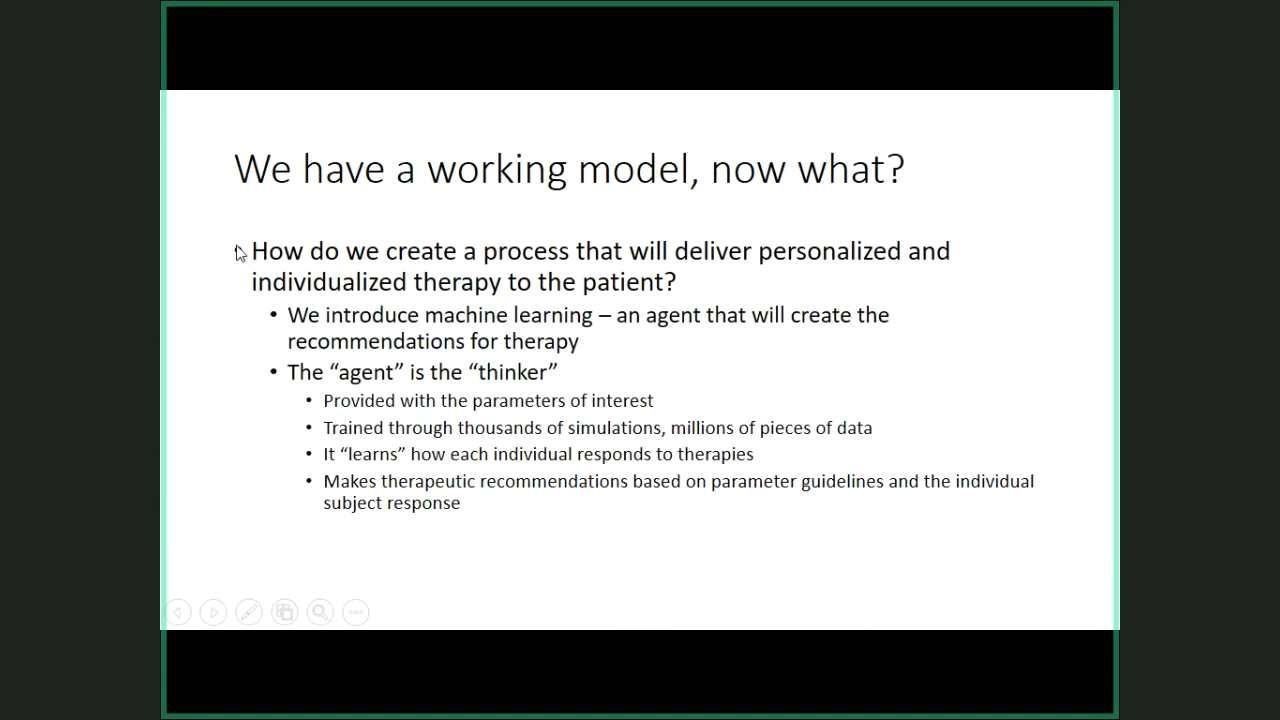 We have a working model, now what?
How do we create a process that will deliver personalized and
individualized therapy to the patient?
• We introduce machine learning – an agent that will create the
recommendations for therapy
• The “agent” is the “thinker”
• Provided with the parameters of interest
• Trained through thousands of simulations, millions of pieces of data
• It “learns” how each individual responds to therapies
• Makes therapeutic recommendations based on parameter guidelines and the individual
subject response